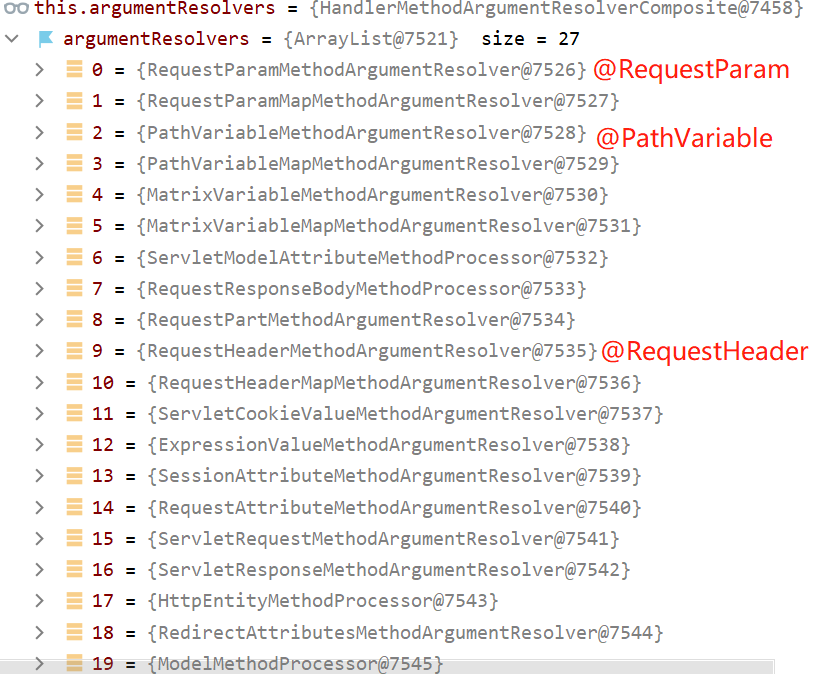 this.argumentResolvers = {HandlerMethodArgumentResolverComposite@7458}
argumentResolvers = {ArrayList@7521} size = 27
0 = {RequestParamMethodArgumentResolver@7526} @RequestParam
1 = {RequestParamMapMethodArgumentResolver@7527}
2 = {PathVariableMethodArgumentResolver@7528} @PathVariable
3 = {PathVariableMapMethodArgumentResolver@7529}
4 = {MatrixVariableMethodArgumentResolver@7530}
5 = {MatrixVariableMapMethodArgumentResolver@7531}
6 = {ServletModelAttributeMethodProcessor@7532}
7 = {RequestResponseBodyMethodProcessor@7533}
8 = {RequestPartMethodArgumentResolver@7534}
9 = {RequestHeaderMethodArgumentResolver@7535} @RequestHeader
10 = {RequestHeaderMapMethodArgumentResolver@7536}
11 = {ServletCookieValueMethodArgumentResolver@7537}
12 = {ExpressionValueMethodArgumentResolver@7538}
13 = {SessionAttributeMethodArgumentResolver@7539}
14 = {RequestAttributeMethodArgumentResolver@7540}
15 = {ServletRequestMethodArgumentResolver@7541}
16 = {ServletResponseMethodArgumentResolver@7542}
17 = {HttpEntityMethodProcessor@7543}
18 = {RedirectAttributesMethodArgumentResolver@7544}
19 = {ModelMethodProcessor@7545}